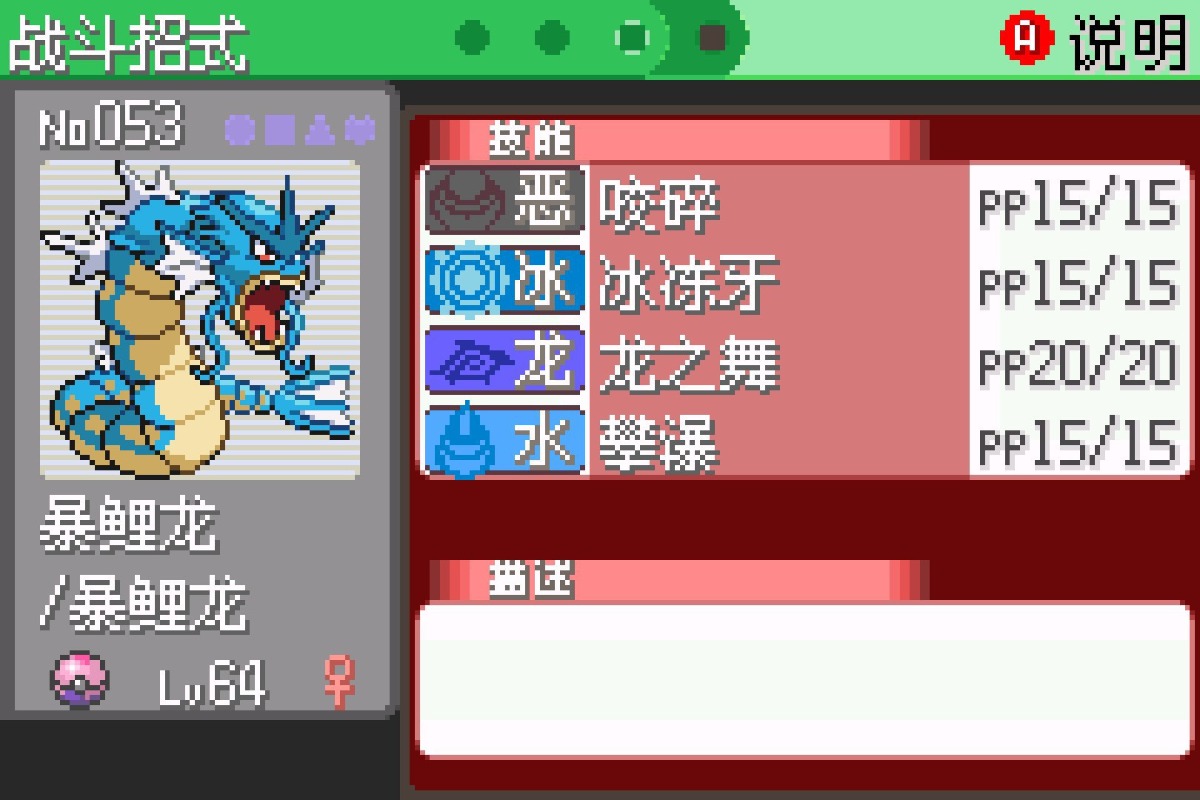 战斗招式
A 说明
No053
技能
恶 咬碎 PP15/15
冰 冰冻牙 PP15/15
龙 龙之舞 PP20/20
水 攀瀑 PP15/15
暴鲤龙
/暴鲤龙
Lv64 ♀
描述